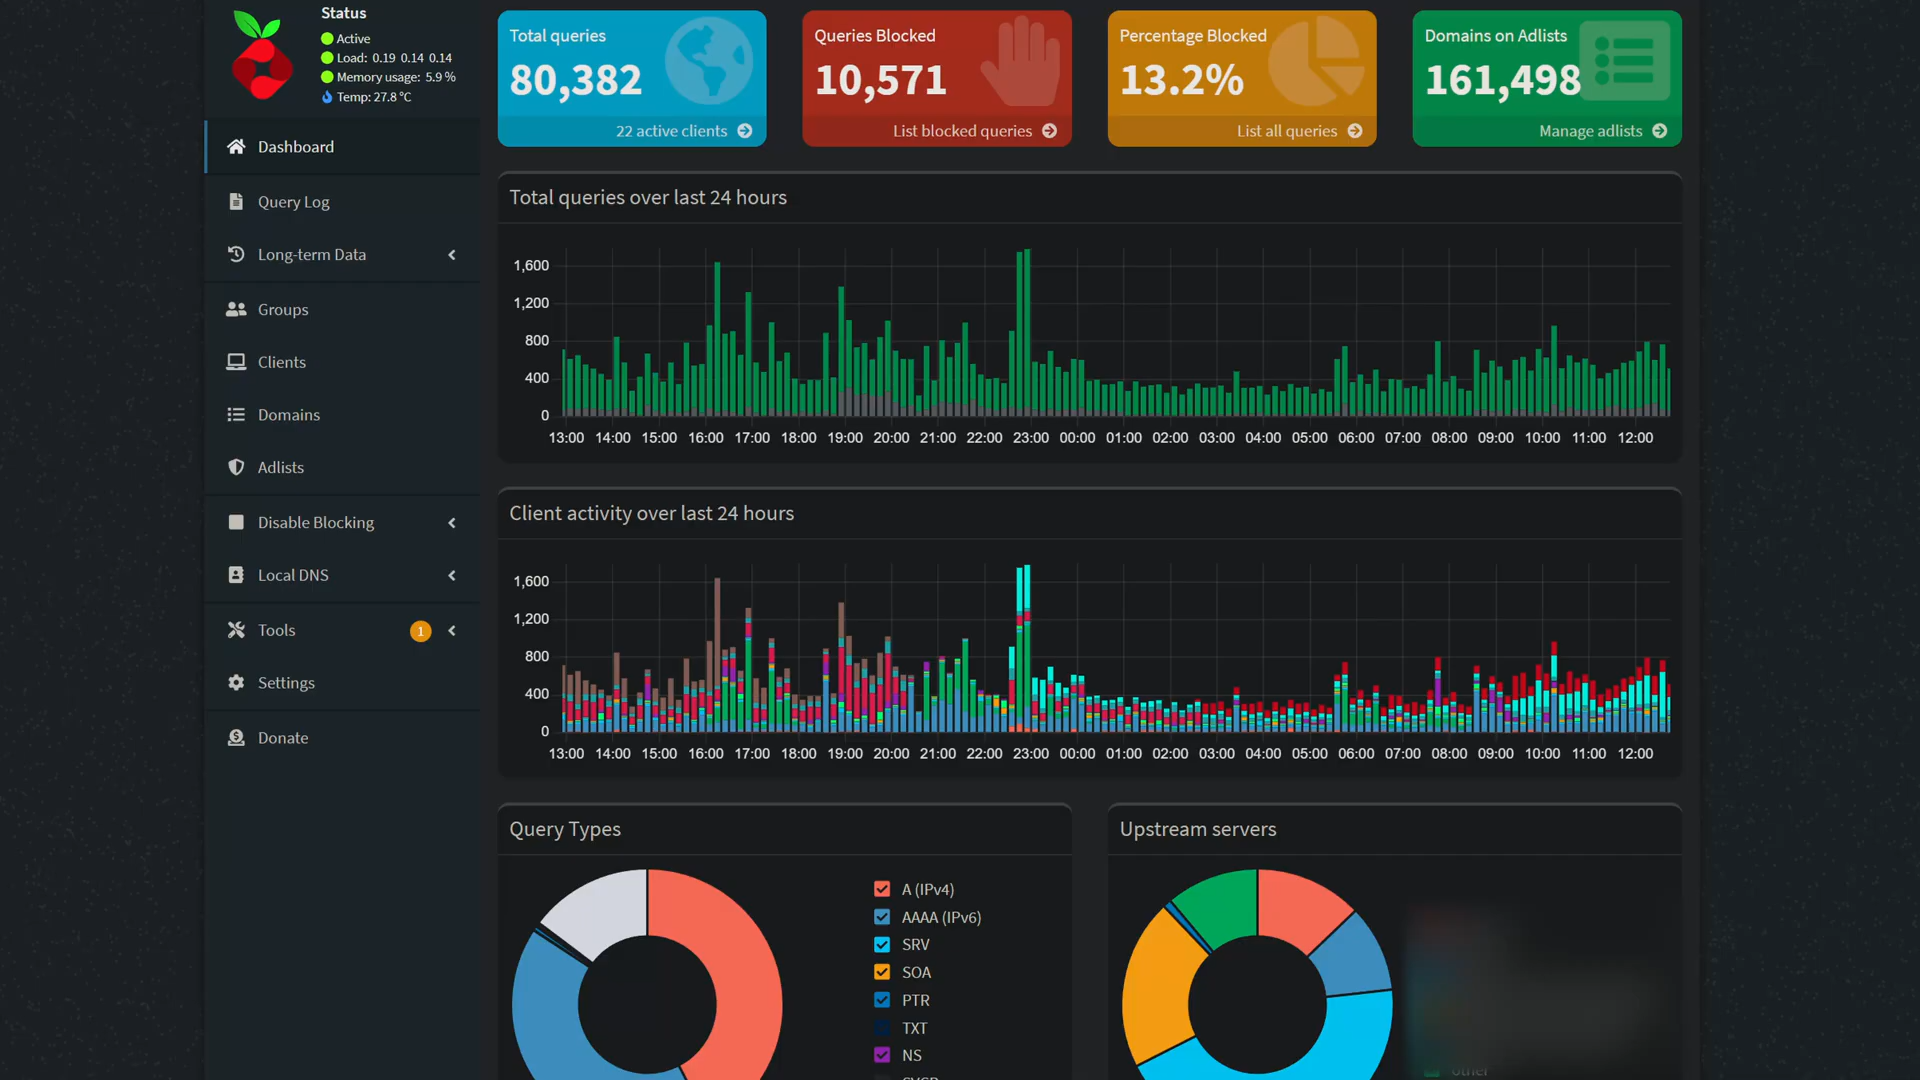 Status
Active
Load: 0.19 0.14 0.14
Memory usage: 5.9 %
Temp: 27.8 °C
Dashboard
Query Log
Long-term Data
Groups
Clients
Domains
Adlists
Disable Blocking
Local DNS
Tools
1
Settings
Donate
Total queries
80,382
22 active clients
Queries Blocked
10,571
List blocked queries
Percentage Blocked
13.2%
List all queries
Domains on Adlists
161,498
Manage adlists
Total queries over last 24 hours
1,600
1,200
800
400
0
13:00 14:00 15:00 16:00 17:00 18:00 19:00 20:00 21:00 22:00 23:00 00:00 01:00 02:00 03:00 04:00 05:00 06:00 07:00 08:00 09:00 10:00 11:00 12:00
Client activity over last 24 hours
1,600
1,200
800
400
0
13:00 14:00 15:00 16:00 17:00 18:00 19:00 20:00 21:00 22:00 23:00 00:00 01:00 02:00 03:00 04:00 05:00 06:00 07:00 08:00 09:00 10:00 11:00 12:00
Query Types
A (IPv4)
AAAA (IPv6)
SRV
SOA
PTR
TXT
NS
Upstream servers
other